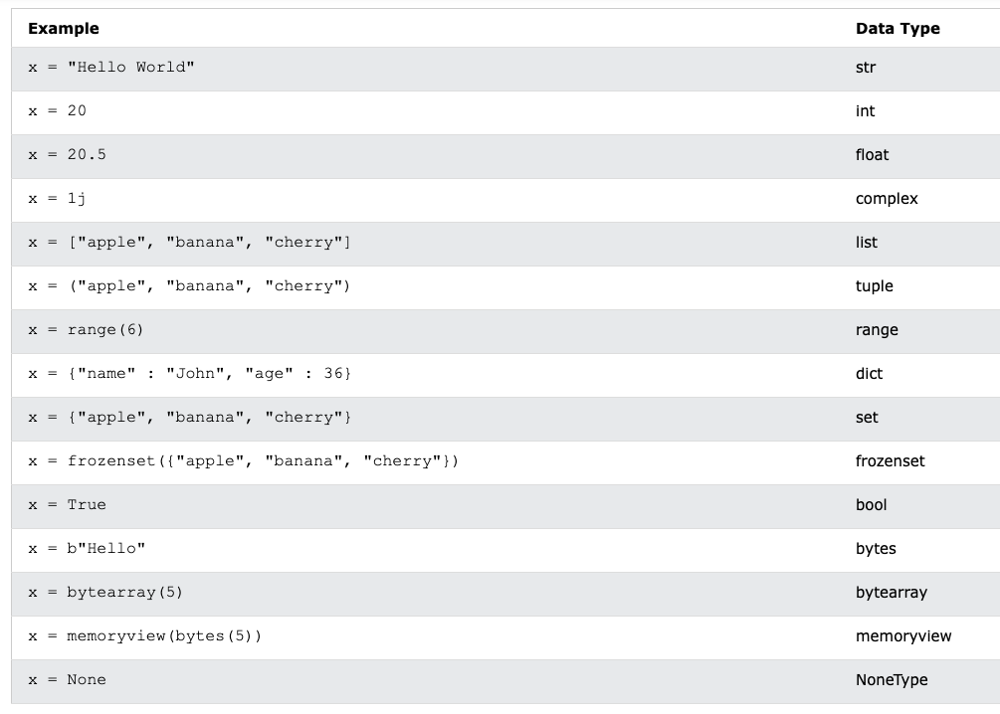 Example Data Type
x = "Hello World" str
x = 20 int
x = 20.5 float
x = 1j complex
x = ["apple", "banana", "cherry"] list
x = ("apple", "banana", "cherry") tuple
x = range(6) range
x = {"name" : "John", "age" : 36} dict
x = {"apple", "banana", "cherry"} set
x = frozenset({"apple", "banana", "cherry"}) frozenset
x = True bool
x = b"Hello" bytes
x = bytearray(5) bytearray
x = memoryview(bytes(5)) memoryview
x = None NoneType